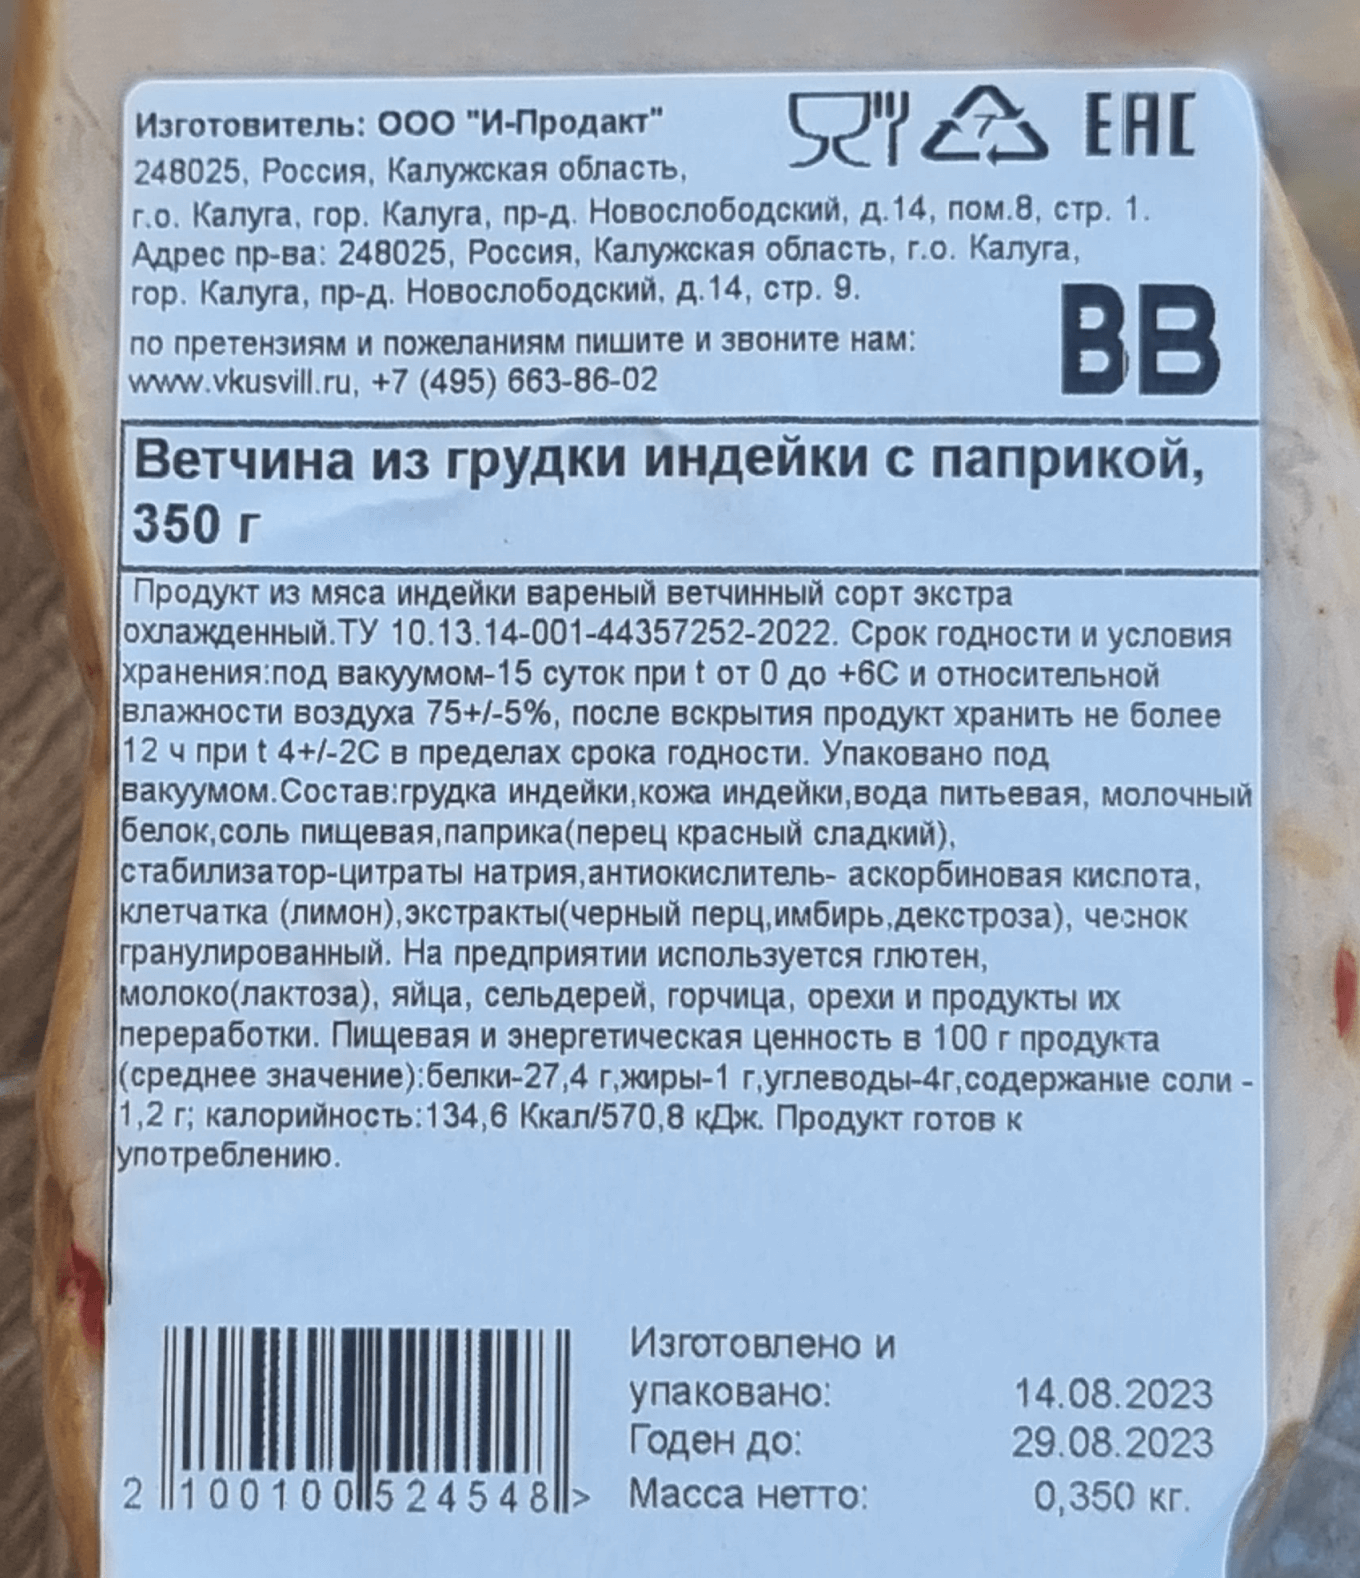 Изготовитель: ООО "И-Продакт"
248025, Россия, Калужская область,
г.о. Калуга, гор. Калуга, пр-д. Новослободский, д.14, пом.8, стр. 1.
Адрес пр-ва: 248025, Россия, Калужская область, г.о. Калуга,
гор. Калуга, пр-д. Новослободский, д.14, стр. 9.
по претензиям и пожеланиям пишите и звоните нам:
www.vkusvill.ru, +7 (495) 663-86-02
7
EAC
ВВ
Ветчина из грудки индейки с паприкой,
350 г
Продукт из мяса индейки вареный ветчинный сорт экстра
охлажденный.ТУ 10.13.14-001-44357252-2022. Срок годности и условия
хранения:под вакуумом-15 суток при t от 0 до +6С и относительной
влажности воздуха 75+/-5%, после вскрытия продукт хранить не более
12 ч при t 4+/-2С в пределах срока годности. Упаковано под
вакуумом.Состав:грудка индейки,кожа индейки,вода питьевая, молочный
белок,соль пищевая,паприка(перец красный сладкий),
стабилизатор-цитраты натрия,антиокислитель- аскорбиновая кислота,
клетчатка (лимон),экстракты(черный перц,имбирь,декстроза), чеснок
гранулированный. На предприятии используется глютен,
молоко(лактоза), яйца, сельдерей, горчица, орехи и продукты их
переработки. Пищевая и энергетическая ценность в 100 г продукта
(среднее значение):белки-27,4 г,жиры-1 г,углеводы-4г,содержание соли -
1,2 г; калорийность:134,6 Ккал/570,8 кДж. Продукт готов к
употреблению.
Изготовлено и
упаковано: 14.08.2023
Годен до: 29.08.2023
Масса нетто: 0,350 кг.
2 100100 524548 >